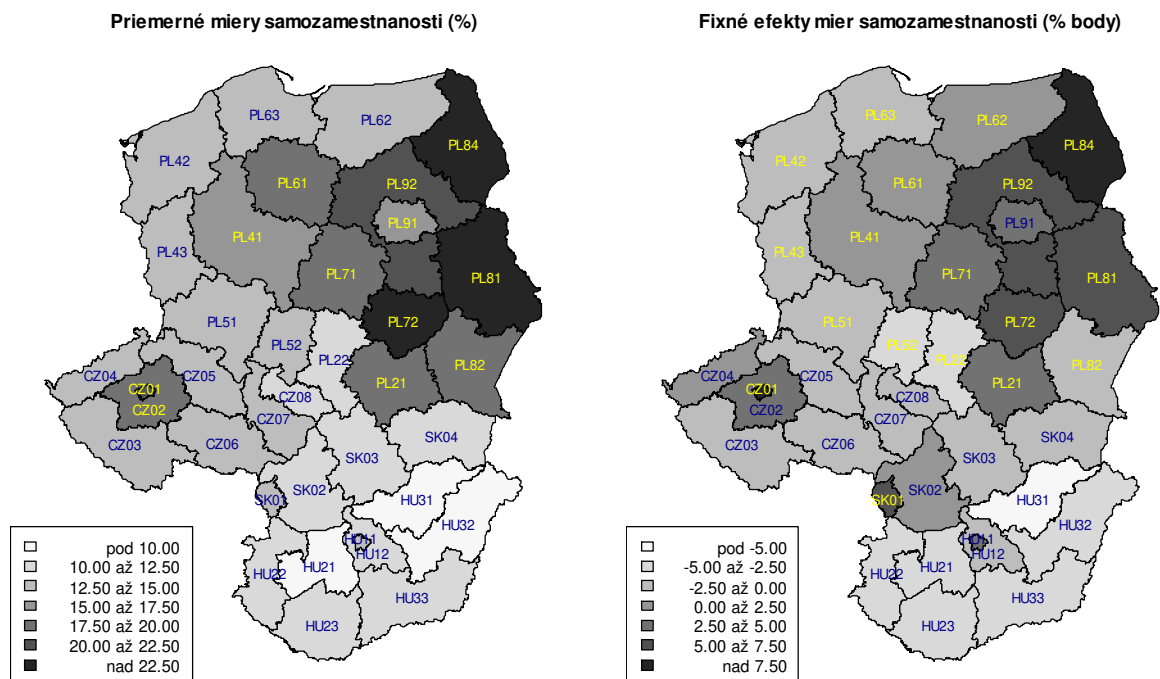 Priemerné miery samozamestnanosti (%)
PL63
PL62
PL84
PL42
PL61
PL92
PL91
PL41
PL43
PL71
PL81
PL51
PL72
PL52
PL22
PL82
PL21
CZ04
CZ05
CZ01
CZ02
CZ08
CZ07
CZ03
CZ06
SK04
SK03
SK02
SK01
HU31
HU32
HU11
HU12
HU21
HU22
HU33
HU23
pod 10.00
10.00 až 12.50
12.50 až 15.00
15.00 až 17.50
17.50 až 20.00
20.00 až 22.50
nad 22.50
Fixné efekty mier samozamestnanosti (% body)
PL63
PL62
PL84
PL42
PL61
PL92
PL91
PL41
PL43
PL71
PL81
PL51
PL72
PL52
PL22
PL82
PL21
CZ04
CZ05
CZ01
CZ02
CZ08
CZ07
CZ03
CZ06
SK04
SK03
SK02
SK01
HU31
HU32
HU11
HU12
HU21
HU22
HU33
HU23
pod -5.00
-5.00 až -2.50
-2.50 až 0.00
0.00 až 2.50
2.50 až 5.00
5.00 až 7.50
nad 7.50